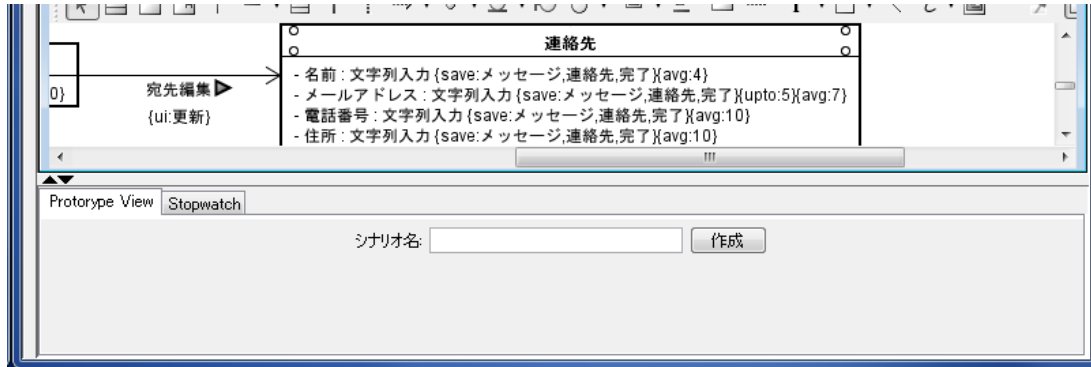 連絡先
- 名前 : 文字列入力 {save:メッセージ,連絡先,完了}{avg:4}
- メールアドレス : 文字列入力 {save:メッセージ,連絡先,完了}{upto:5}{avg:7}
- 電話番号 : 文字列入力 {save:メッセージ,連絡先,完了}{avg:10}
- 住所 : 文字列入力 {save:メッセージ,連絡先,完了}{avg:10}
0}
宛先編集▶
{ui:更新}
Protorype View
Stopwatch
シナリオ名:
作成